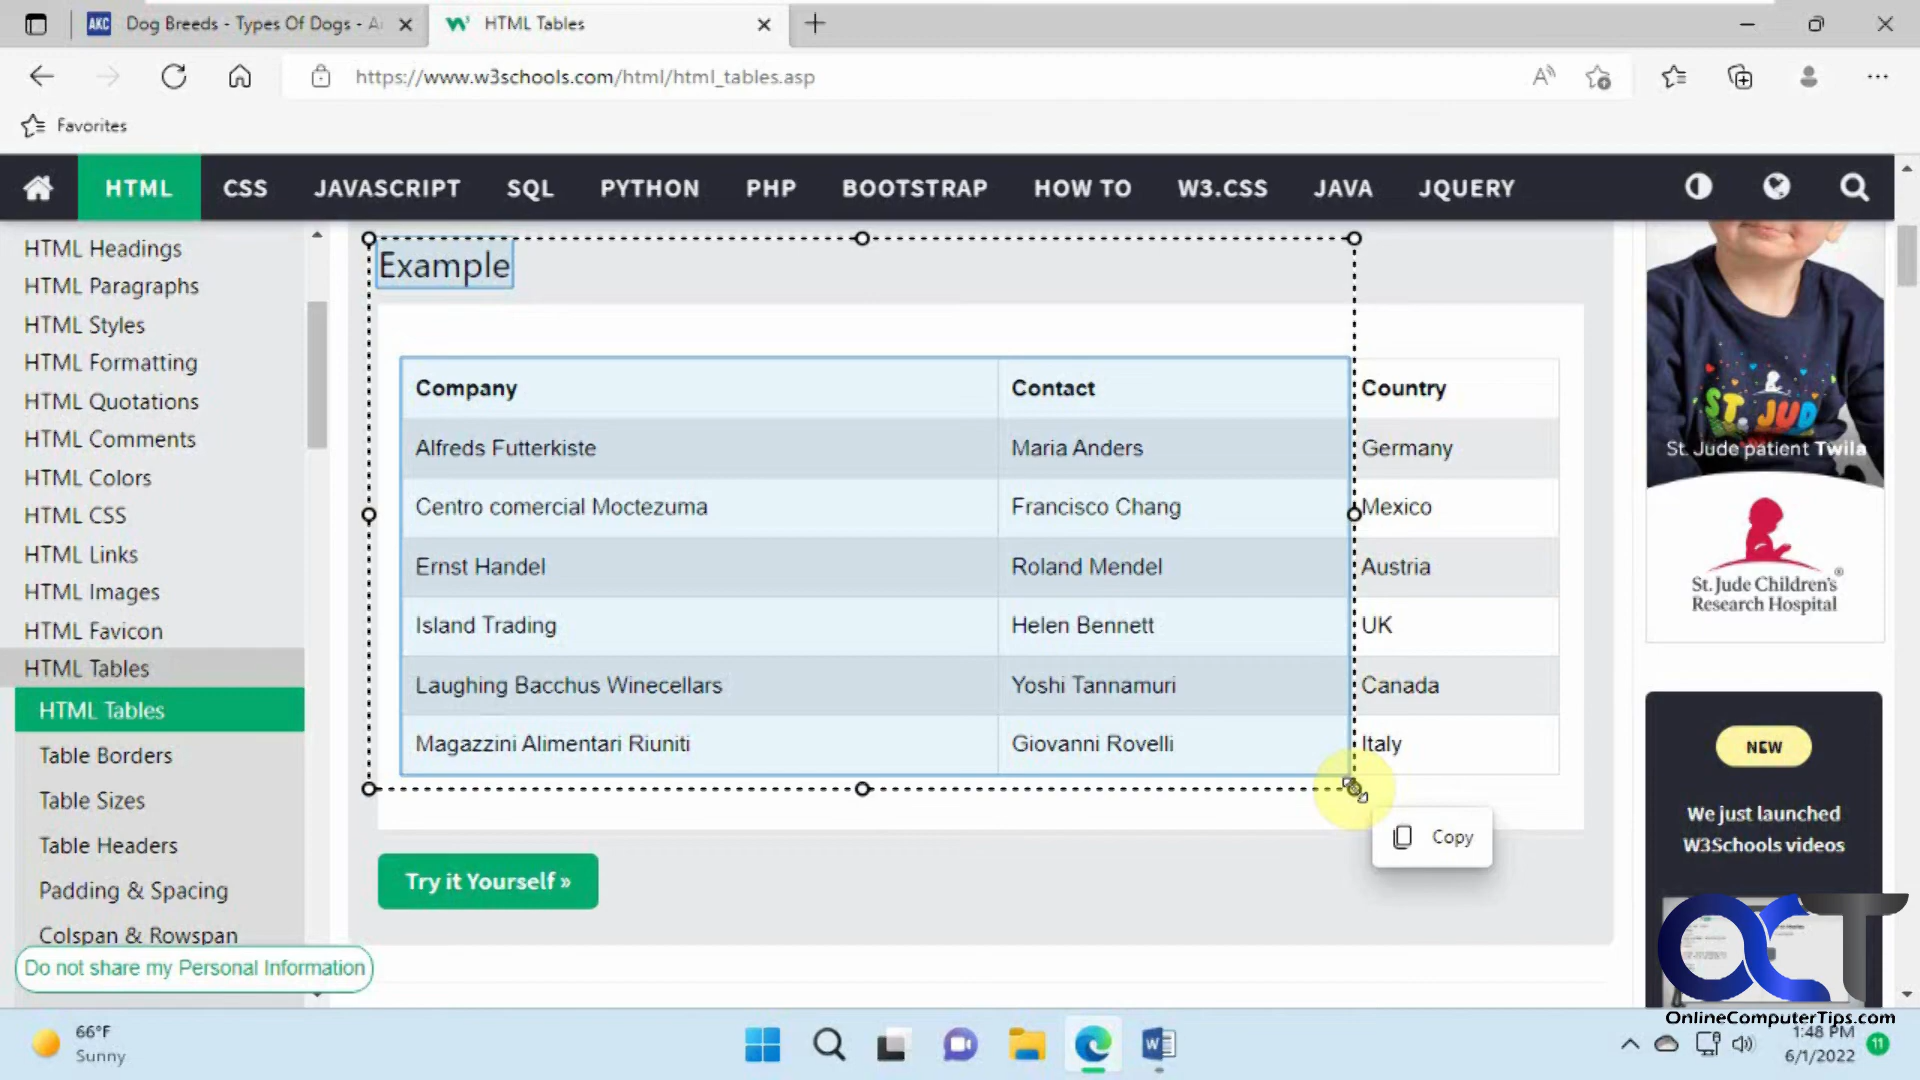 AKC Dog Breeds - Types Of Dogs - A
HTML Tables
https://www.w3schools.com/html/html_tables.asp
Favorites
HTML CSS JAVASCRIPT SQL PYTHON PHP BOOTSTRAP HOW TO W3.CSS JAVA JQUERY
HTML Headings
HTML Paragraphs
HTML Styles
HTML Formatting
HTML Quotations
HTML Comments
HTML Colors
HTML CSS
HTML Links
HTML Images
HTML Favicon
HTML Tables
HTML Tables
Table Borders
Table Sizes
Table Headers
Padding & Spacing
Colspan & Rowspan
Do not share my Personal Information
Example
Company Contact Country
Alfreds Futterkiste Maria Anders Germany
Centro comercial Moctezuma Francisco Chang Mexico
Ernst Handel Roland Mendel Austria
Island Trading Helen Bennett UK
Laughing Bacchus Winecellars Yoshi Tannamuri Canada
Magazzini Alimentari Riuniti Giovanni Rovelli Italy
Copy
Try it Yourself »
ST. JUD
St. Jude patient Twila
St. Jude Children's
Research Hospital
®
NEW
We just launched
W3Schools videos
OCT
OnlineComputerTips.com
66°F
Sunny
1:48 PM
6/1/2022
11